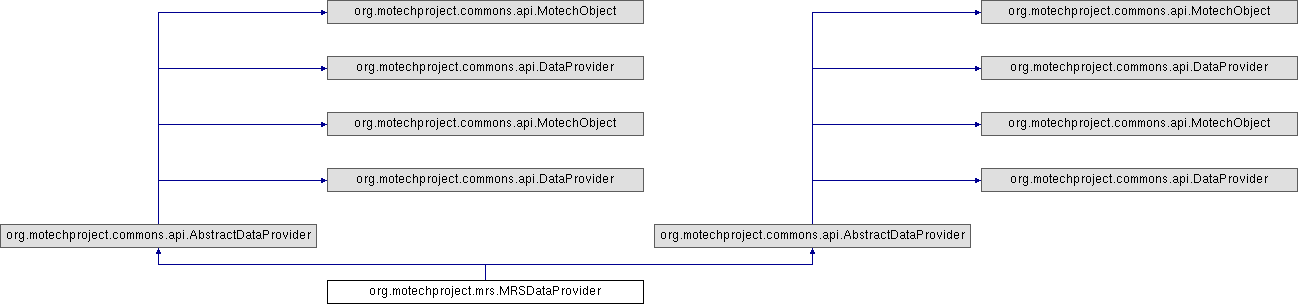 org.motechproject.commons.api.MotechObject
org.motechproject.commons.api.MotechObject
org.motechproject.commons.api.DataProvider
org.motechproject.commons.api.DataProvider
org.motechproject.commons.api.MotechObject
org.motechproject.commons.api.MotechObject
org.motechproject.commons.api.DataProvider
org.motechproject.commons.api.DataProvider
org.motechproject.commons.api.AbstractDataProvider
org.motechproject.commons.api.AbstractDataProvider
org.motechproject.mrs.MRSDataProvider